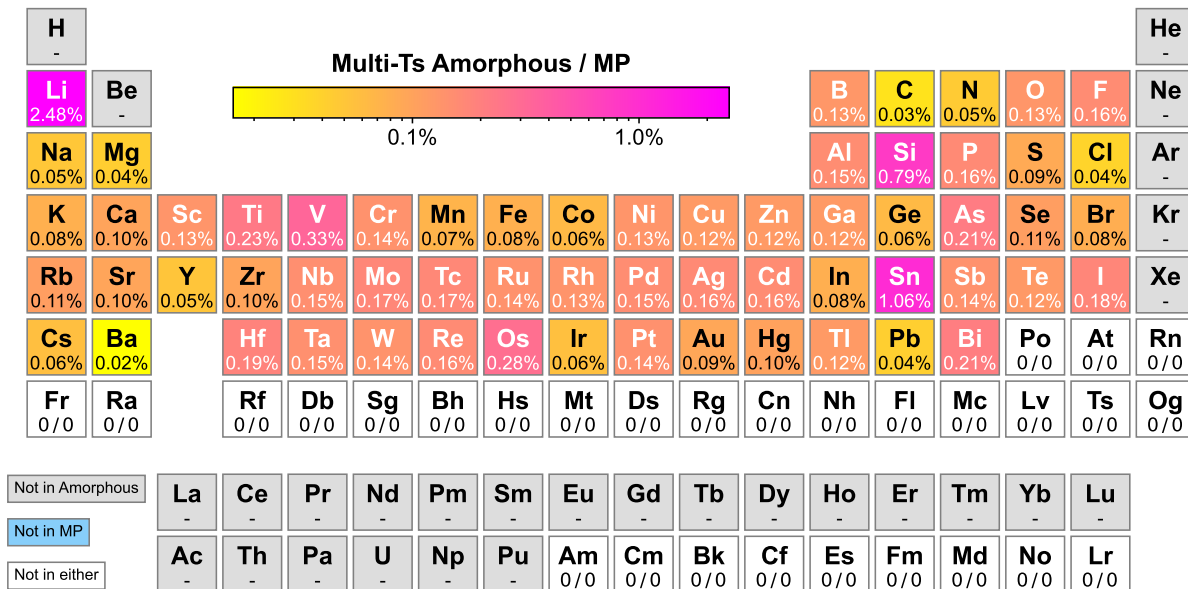 H He
- -
Multi-Ts Amorphous / MP
Li Be B C N O F Ne
2.48% - 0.13% 0.03% 0.05% 0.13% 0.16% -
0.1% 1.0%
Na Mg Al Si P S Cl Ar
0.05% 0.04% 0.15% 0.79% 0.16% 0.09% 0.04% -
K Ca Sc Ti V Cr Mn Fe Co Ni Cu Zn Ga Ge As Se Br Kr
0.08% 0.10% 0.13% 0.23% 0.33% 0.14% 0.07% 0.08% 0.06% 0.13% 0.12% 0.12% 0.12% 0.06% 0.21% 0.11% 0.08% -
Rb Sr Y Zr Nb Mo Tc Ru Rh Pd Ag Cd In Sn Sb Te I Xe
0.11% 0.10% 0.05% 0.10% 0.15% 0.17% 0.17% 0.14% 0.13% 0.15% 0.16% 0.16% 0.08% 1.06% 0.14% 0.12% 0.18% -
Cs Ba Hf Ta W Re Os Ir Pt Au Hg Tl Pb Bi Po At Rn
0.06% 0.02% 0.19% 0.15% 0.14% 0.16% 0.28% 0.06% 0.14% 0.09% 0.10% 0.12% 0.04% 0.21% 0/0 0/0 0/0
Fr Ra Rf Db Sg Bh Hs Mt Ds Rg Cn Nh Fl Mc Lv Ts Og
0/0 0/0 0/0 0/0 0/0 0/0 0/0 0/0 0/0 0/0 0/0 0/0 0/0 0/0 0/0 0/0 0/0
Not in Amorphous
La Ce Pr Nd Pm Sm Eu Gd Tb Dy Ho Er Tm Yb Lu
- - - - - - - - - - - - - - -
Not in MP
Ac Th Pa U Np Pu Am Cm Bk Cf Es Fm Md No Lr
- - - - - - 0/0 0/0 0/0 0/0 0/0 0/0 0/0 0/0 0/0
Not in either